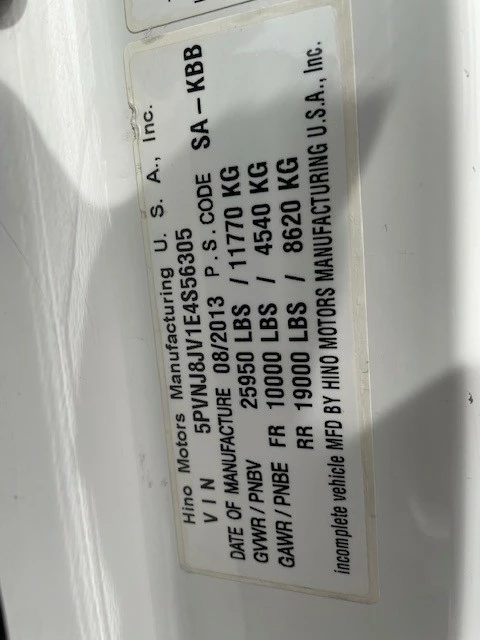 Hino Motors Manufacturing U. S. A., Inc.
VIN 5PVNJ8JV1E4S56305
DATE OF MANUFACTURE 08/2013 P.S. CODE SA-KBB
GVWR/PNBV 25950 LBS / 11770 KG
GAWR/PNBE FR 10000 LBS / 4540 KG
RR 19000 LBS / 8620 KG
incomplete vehicle MFD BY HINO MOTORS MANUFACTURING U.S.A., Inc.